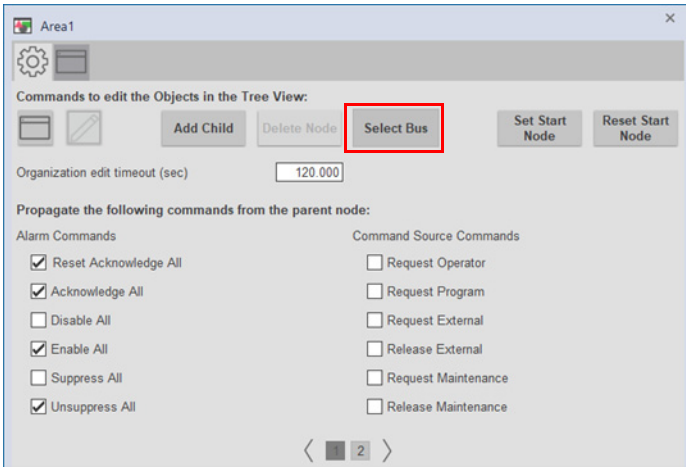 Area1
Commands to edit the Objects in the Tree View:
Add Child
Delete Node
Select Bus
Set Start
Node
Reset Start
Node
Organization edit timeout (sec)
120.000
Propagate the following commands from the parent node:
Alarm Commands
Command Source Commands
Reset Acknowledge All
Request Operator
Acknowledge All
Request Program
Disable All
Request External
Enable All
Release External
Suppress All
Request Maintenance
Unsuppress All
Release Maintenance
1
2